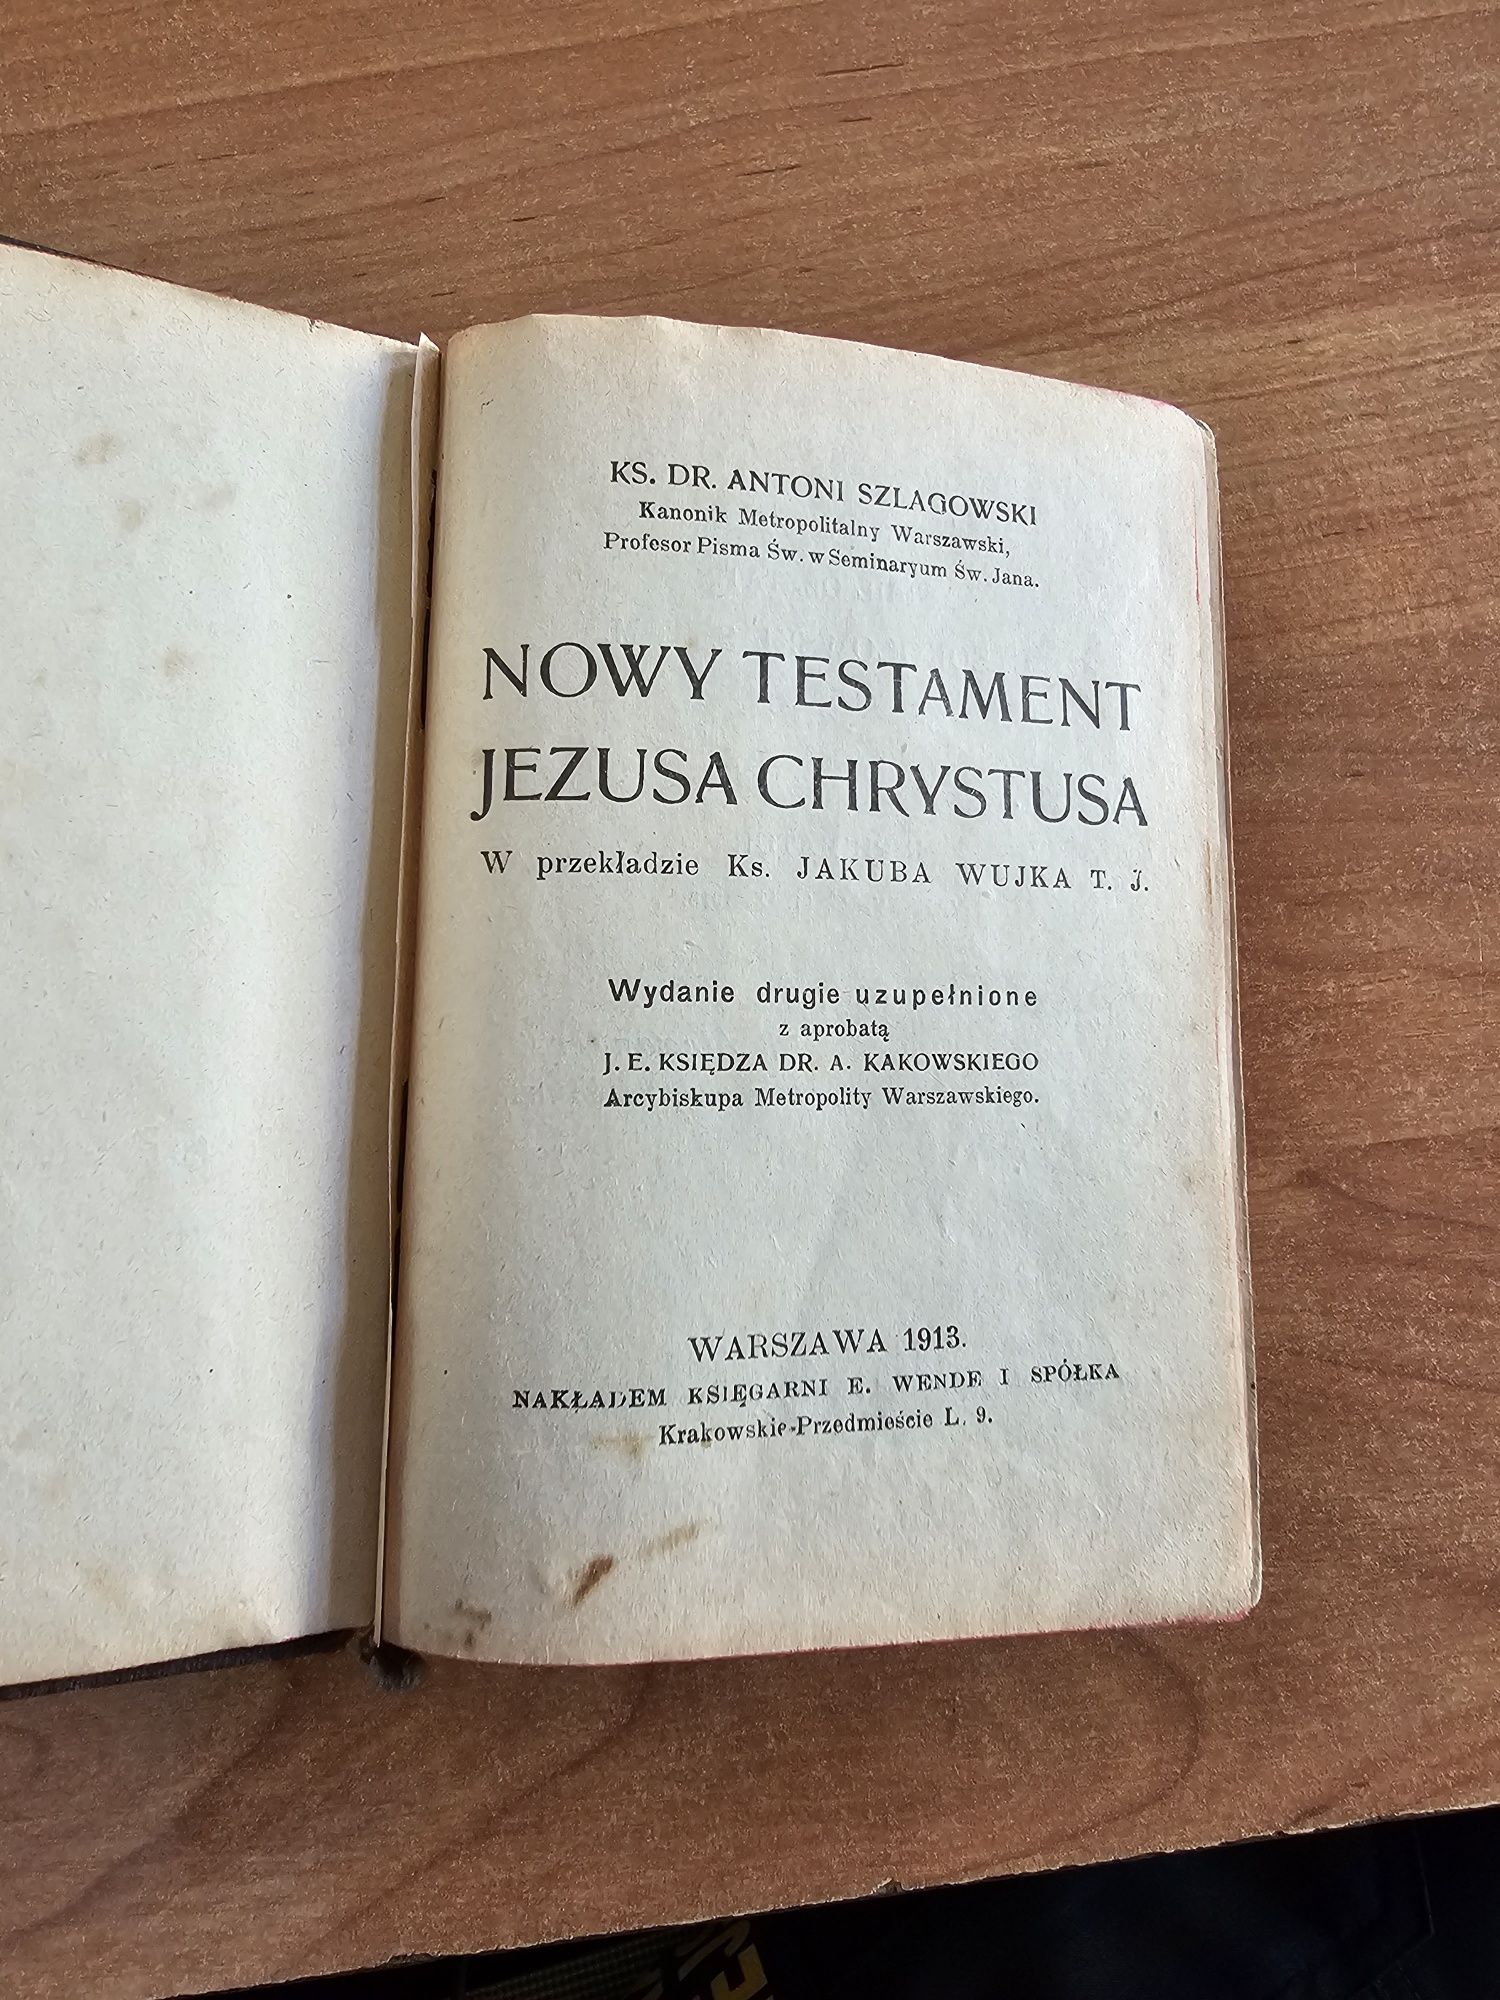 KS. DR. ANTONI SZLAGOWSKI
Kanonik Metropolitalny Warszawski,
Profesor Pisma Św. w Seminaryum Św. Jana.
NOWY TESTAMENT
JEZUSA CHRYSTUSA
W przekładzie Ks. JAKUBA WUJKA T. J.
Wydanie drugie uzupełnione
z aprobatą
J. E. KSIĘDZA DR. A. KAKOWSKIEGO
Arcybiskupa Metropolity Warszawskiego.
WARSZAWA 1913.
NAKŁADEM KSIĘGARNI E. WENDE I SPÓŁKA
Krakowskie-Przedmieście L. 9.